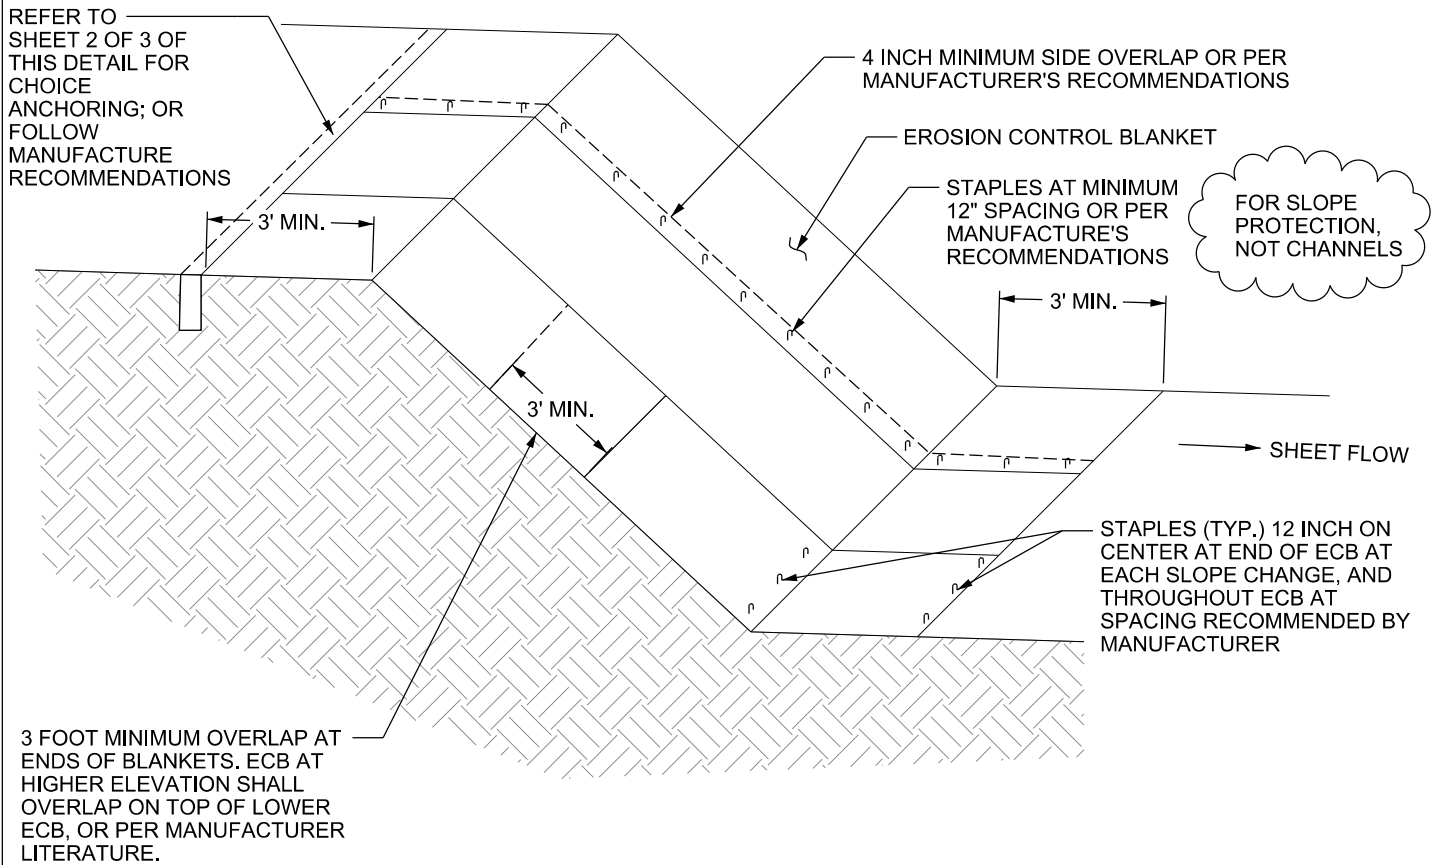 REFER TO
SHEET 2 OF 3 OF
THIS DETAIL FOR
CHOICE
ANCHORING; OR
FOLLOW
MANUFACTURE
RECOMMENDATIONS
4 INCH MINIMUM SIDE OVERLAP OR PER
MANUFACTURER'S RECOMMENDATIONS
EROSION CONTROL BLANKET
STAPLES AT MINIMUM
12" SPACING OR PER
MANUFACTURE'S
RECOMMENDATIONS
FOR SLOPE
PROTECTION,
NOT CHANNELS
3' MIN.
3' MIN.
3' MIN.
SHEET FLOW
STAPLES (TYP.) 12 INCH ON
CENTER AT END OF ECB AT
EACH SLOPE CHANGE, AND
THROUGHOUT ECB AT
SPACING RECOMMENDED BY
MANUFACTURER
3 FOOT MINIMUM OVERLAP AT
ENDS OF BLANKETS. ECB AT
HIGHER ELEVATION SHALL
OVERLAP ON TOP OF LOWER
ECB, OR PER MANUFACTURER
LITERATURE.